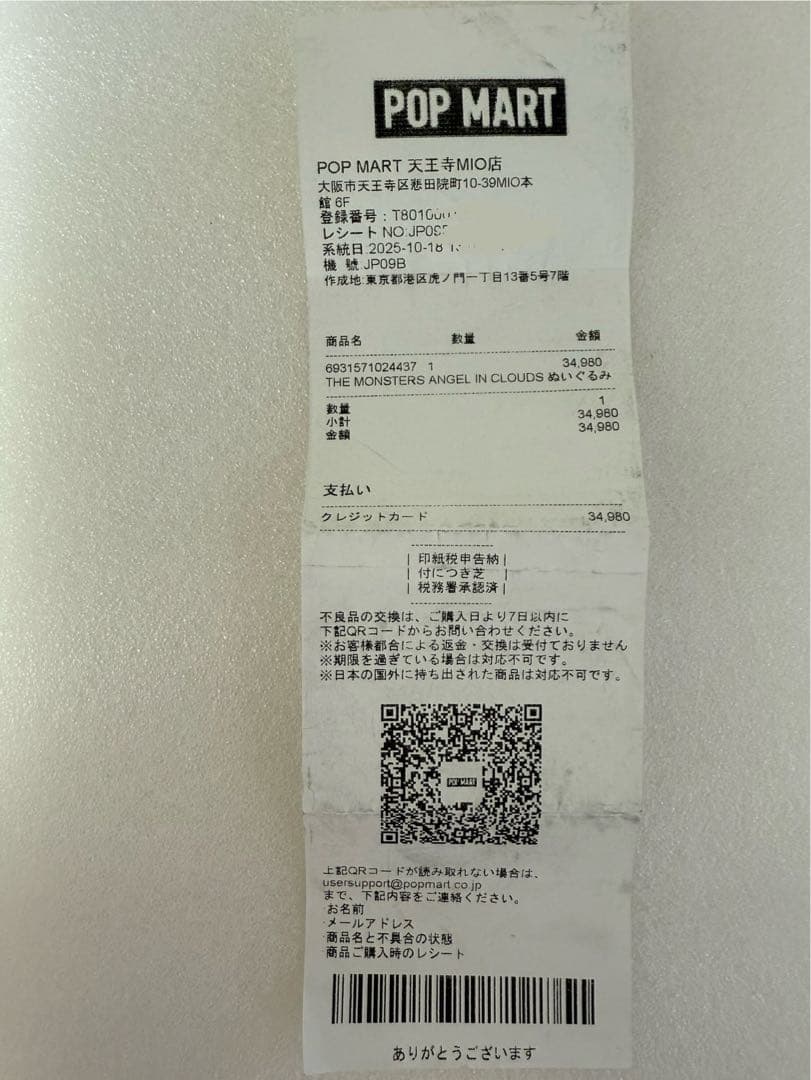 POP MART
POP MART 天王寺MIO店
大阪市天王寺区悲田院町10-39MIO本
館 6F
登録番号：T8010001
レシート NO:JP09
系統日:2025-10-18
機 號:JP09B
作成地:東京都港区虎ノ門一丁目13番5号7階
商品名 数量 金額
6931571024437 1 34,980
THE MONSTERS ANGEL IN CLOUDS ぬいぐるみ
数量 1
小計 34,980
金額 34,980
支払い
クレジットカード 34,980
| 印紙税申告納 |
| 付につき芝 |
| 税務署承認済 |
不良品の交換は、ご購入日より7日以内に
下記QRコードからお問い合わせください。
※お客様都合による返金・交換は受付ておりません
※期限を過ぎている場合は対応不可です。
※日本の国外に持ち出された商品は対応不可です。
POP MART
上記QRコードが読み取れない場合は、
usersupport@popmart.co.jp
まで、下記内容をご連絡ください。
·お名前
·メールアドレス
·商品名と不具合の状態
·商品ご購入時のレシート
ありがとうございます